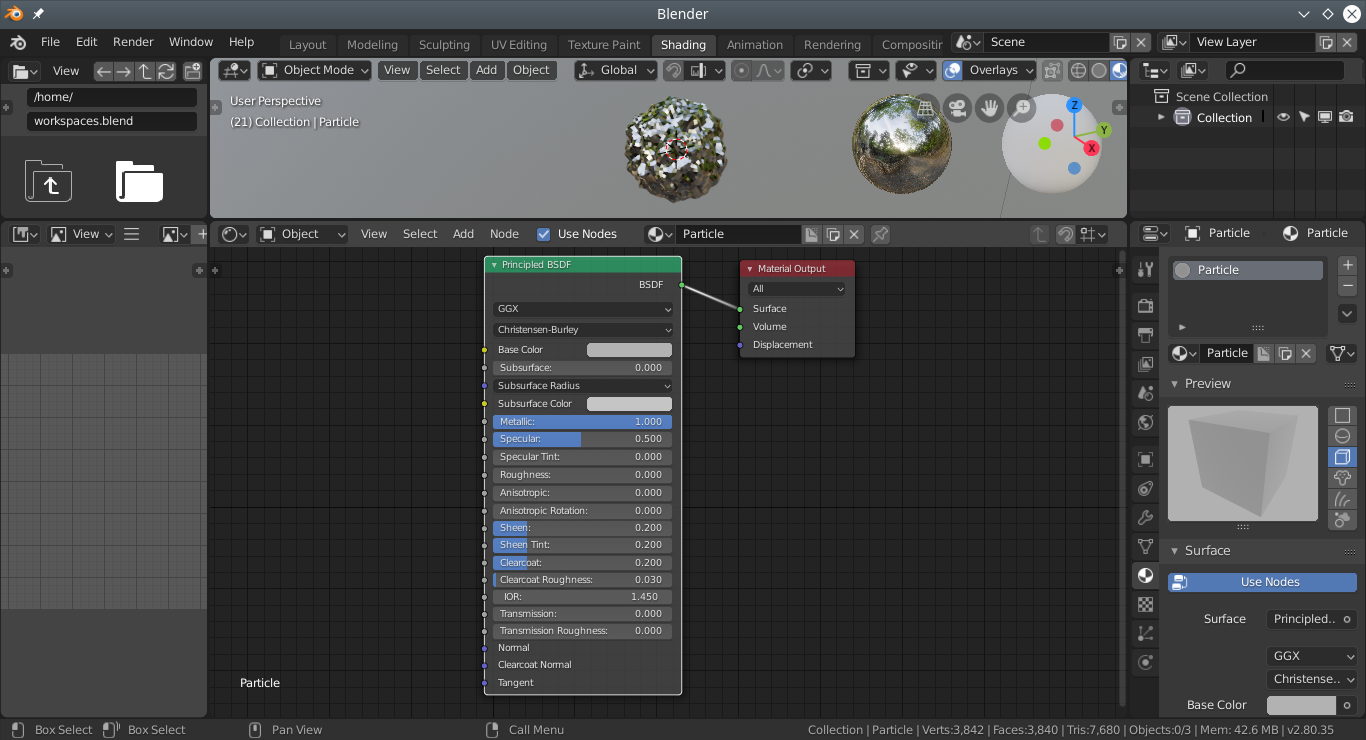 Blender
File Edit Render Window Help
Layout Modeling Sculpting UV Editing Texture Paint Shading Animation Rendering Compositin
Scene
View Layer
View
/home/
workspaces.blend
Object Mode View Select Add Object Global Overlays
User Perspective
(21) Collection | Particle
Z
Y
X
Scene Collection
Collection
View
Object View Select Add Node Use Nodes Particle
Particle Particle
Principled BSDF
BSDF
GGX
Christensen-Burley
Base Color
Subsurface: 0.000
Subsurface Radius
Subsurface Color
Metallic: 1.000
Specular: 0.500
Specular Tint: 0.000
Roughness: 0.000
Anisotropic: 0.000
Anisotropic Rotation: 0.000
Sheen: 0.200
Sheen Tint: 0.200
Clearcoat: 0.200
Clearcoat Roughness: 0.030
IOR: 1.450
Transmission: 0.000
Transmission Roughness: 0.000
Normal
Clearcoat Normal
Tangent
Material Output
All
Surface
Volume
Displacement
Particle
Particle
Particle
Preview
Surface
Use Nodes
Surface Principled..
GGX
Christense..
Base Color
Box Select Box Select Pan View Call Menu Collection | Particle | Verts:3,842 | Faces:3,840 | Tris:7,680 | Objects:0/3 | Mem: 42.6 MB | v2.80.35